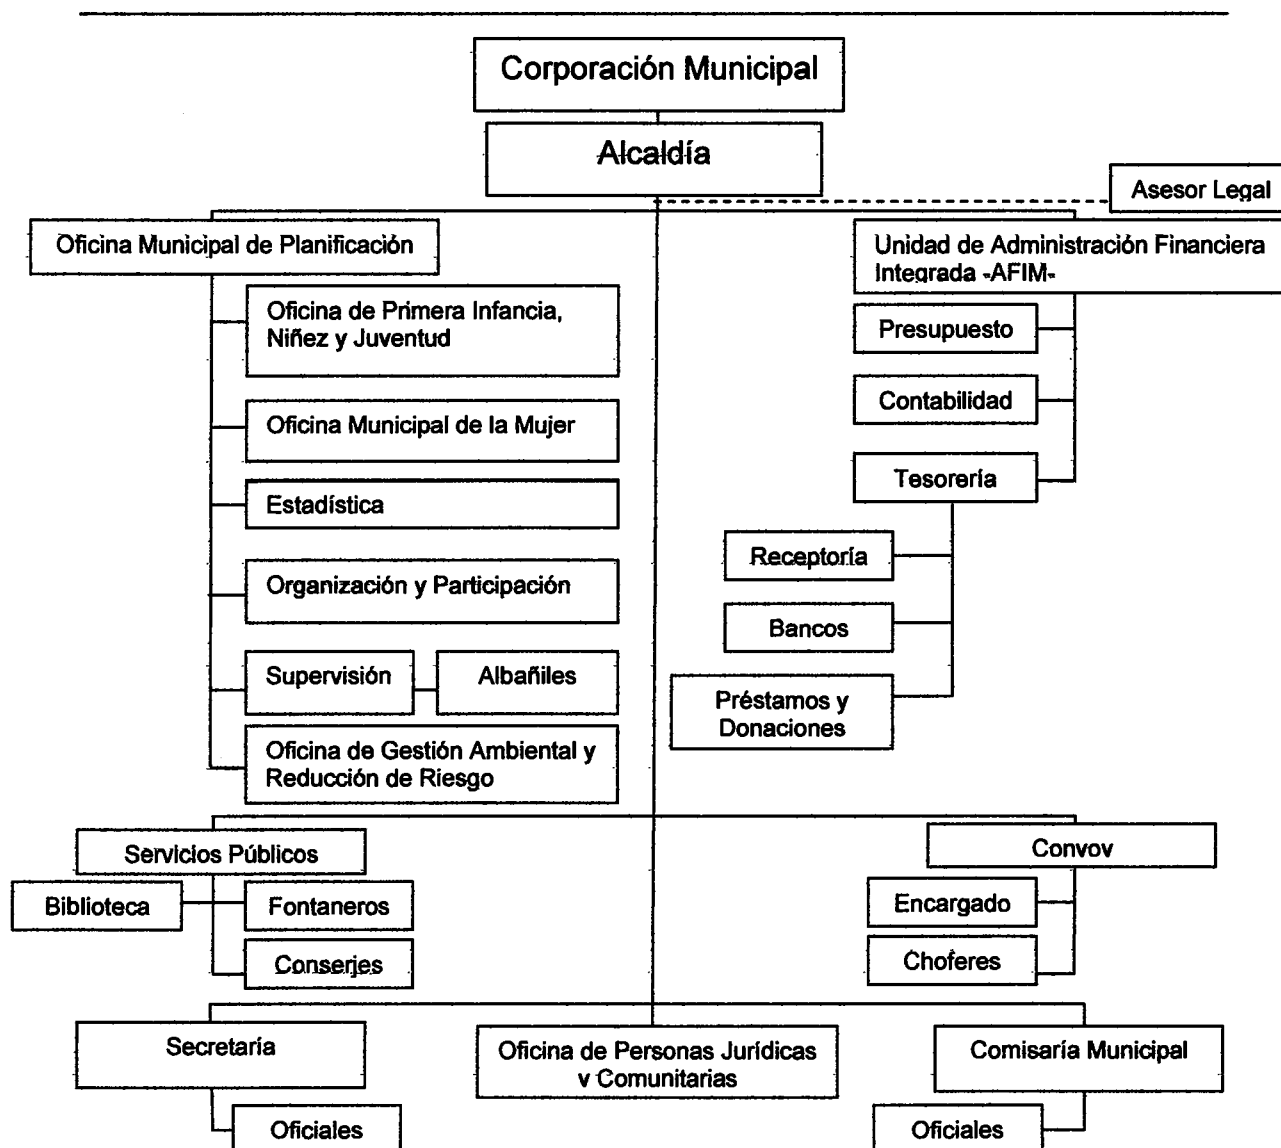 Corporación Municipal
Alcaldía
Asesor Legal
Oficina Municipal de Planificación
Unidad de Administración Financiera
Integrada -AFIM-
Oficina de Primera Infancia,
Niñez y Juventud
Presupuesto
Contabilidad
Oficina Municipal de la Mujer
Tesorería
Estadística
Receptoría
Organización y Participación
Bancos
Supervisión
Albañiles
Préstamos y
Donaciones
Oficina de Gestión Ambiental y
Reducción de Riesgo
Servicios Públicos
Convov
Biblioteca
Fontaneros
Encargado
Conserjes
Choferes
Secretaría
Oficina de Personas Jurídicas
v Comunitarias
Comisaría Municipal
Oficiales
Oficiales